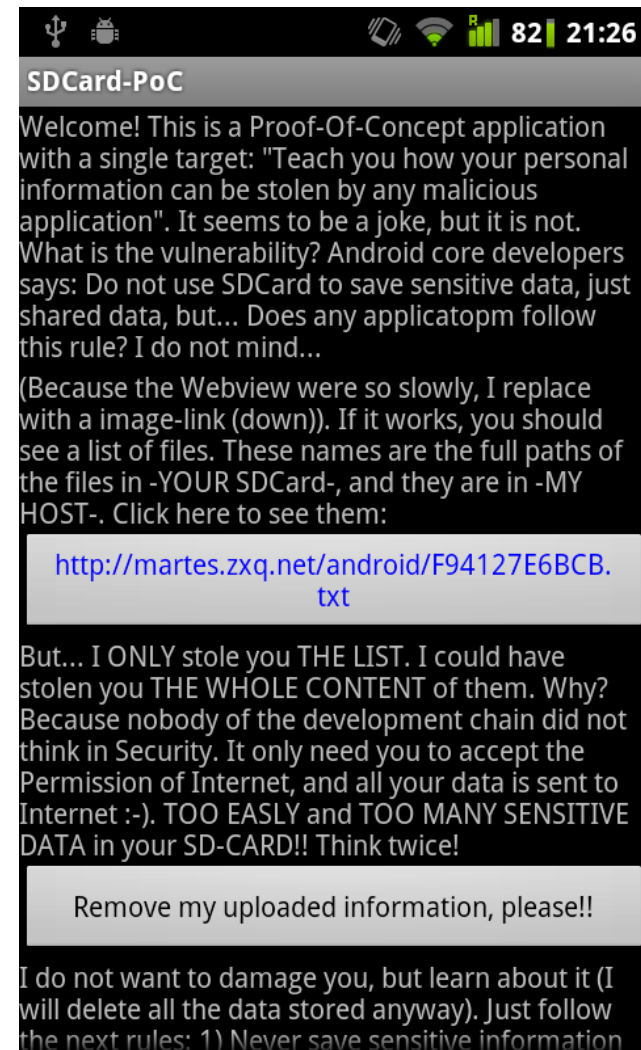 R
82 21:26
SDCard-PoC
Welcome! This is a Proof-Of-Concept application
with a single target: "Teach you how your personal
information can be stolen by any malicious
application". It seems to be a joke, but it is not.
What is the vulnerability? Android core developers
says: Do not use SDCard to save sensitive data, just
shared data, but... Does any applicatopm follow
this rule? I do not mind...
(Because the Webview were so slowly, I replace
with a image-link (down)). If it works, you should
see a list of files. These names are the full paths of
the files in -YOUR SDCard-, and they are in -MY
HOST-. Click here to see them:
http://martes.zxq.net/android/F94127E6BCB.
txt
But... I ONLY stole you THE LIST. I could have
stolen you THE WHOLE CONTENT of them. Why?
Because nobody of the development chain did not
think in Security. It only need you to accept the
Permission of Internet, and all your data is sent to
Internet :-). TOO EASLY and TOO MANY SENSITIVE
DATA in your SD-CARD!! Think twice!
Remove my uploaded information, please!!
I do not want to damage you, but learn about it (I
will delete all the data stored anyway). Just follow
the next rules: 1) Never save sensitive information